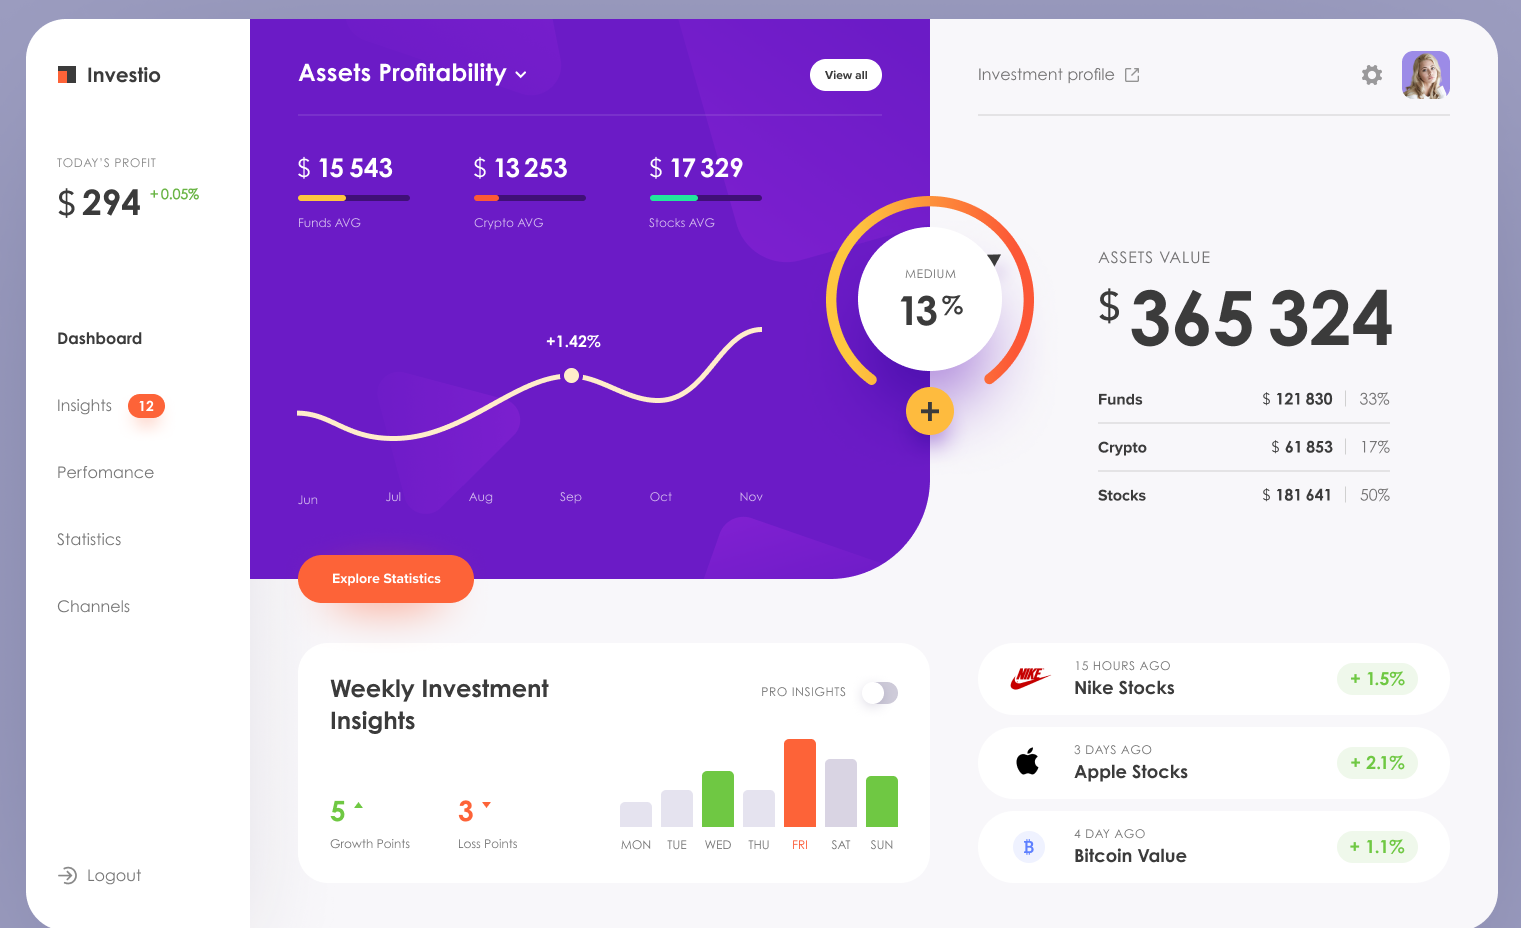 Investio
TODAY'S PROFIT
$ 294 +0.05%
Dashboard
Insights 12
Perfomance
Statistics
Channels
Logout
Assets Profitability
View all
$ 15 543
Funds AVG
$ 13 253
Crypto AVG
$ 17 329
Stocks AVG
+1.42%
Jun Jul Aug Sep Oct Nov
Explore Statistics
MEDIUM
13%
+
Investment profile
ASSETS VALUE
$ 365 324
Funds $ 121 830 33%
Crypto $ 61 853 17%
Stocks $ 181 641 50%
Weekly Investment
Insights
PRO INSIGHTS
5
Growth Points
3
Loss Points
MON TUE WED THU FRI SAT SUN
NIKE
15 HOURS AGO
Nike Stocks
+ 1.5%
3 DAYS AGO
Apple Stocks
+ 2.1%
4 DAY AGO
Bitcoin Value
+ 1.1%